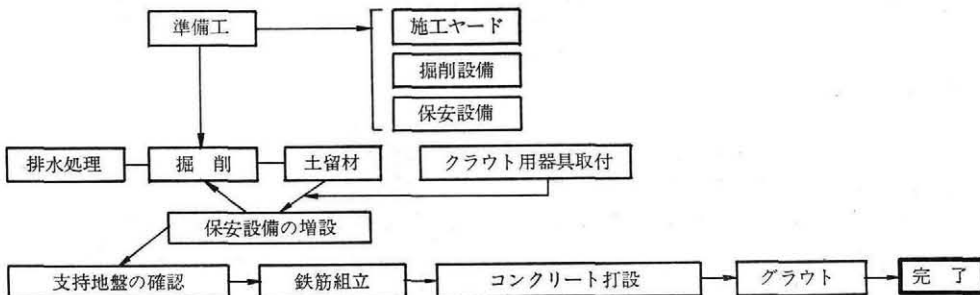 準備工
施工ヤード
掘削設備
保安設備
排水処理
掘　削
土留材
クラウト用器具取付
保安設備の増設
支持地盤の確認
鉄筋組立
コンクリート打設
グラウト
完　了